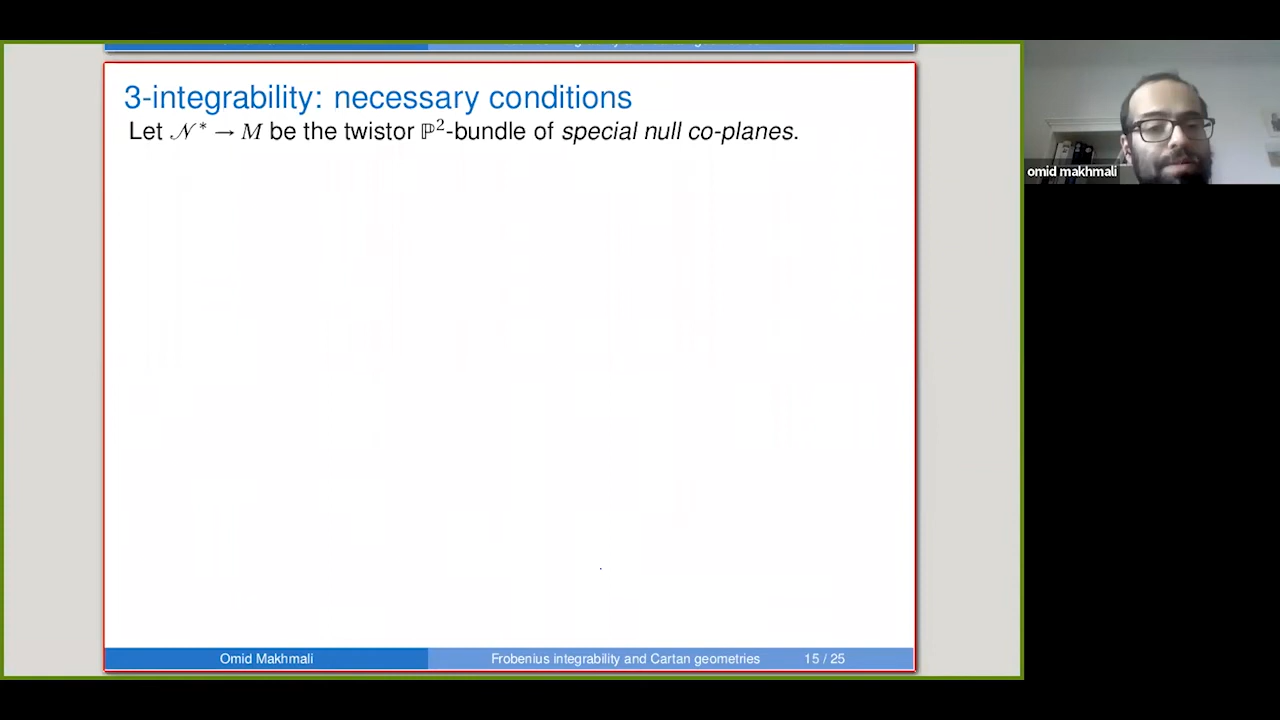 3-integrability: necessary conditions
Let 𝒩* → M be the twistor ℙ²-bundle of special null co-planes.
omid makhmali
Omid Makhmali
Frobenius integrability and Cartan geometries
15 / 25